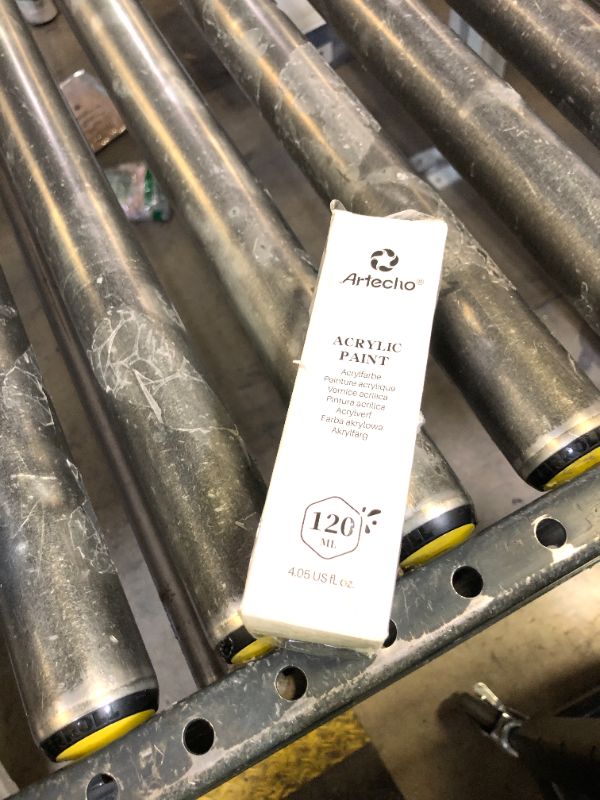 Artecho®
ACRYLIC
PAINT
Acrylfarbe
Peinture acrylique
Vernice acrilica
Pintura acrílica
Acrylverf
Farba akrylowa
Akrylfärg
120
ML
4.05 US fl. oz.